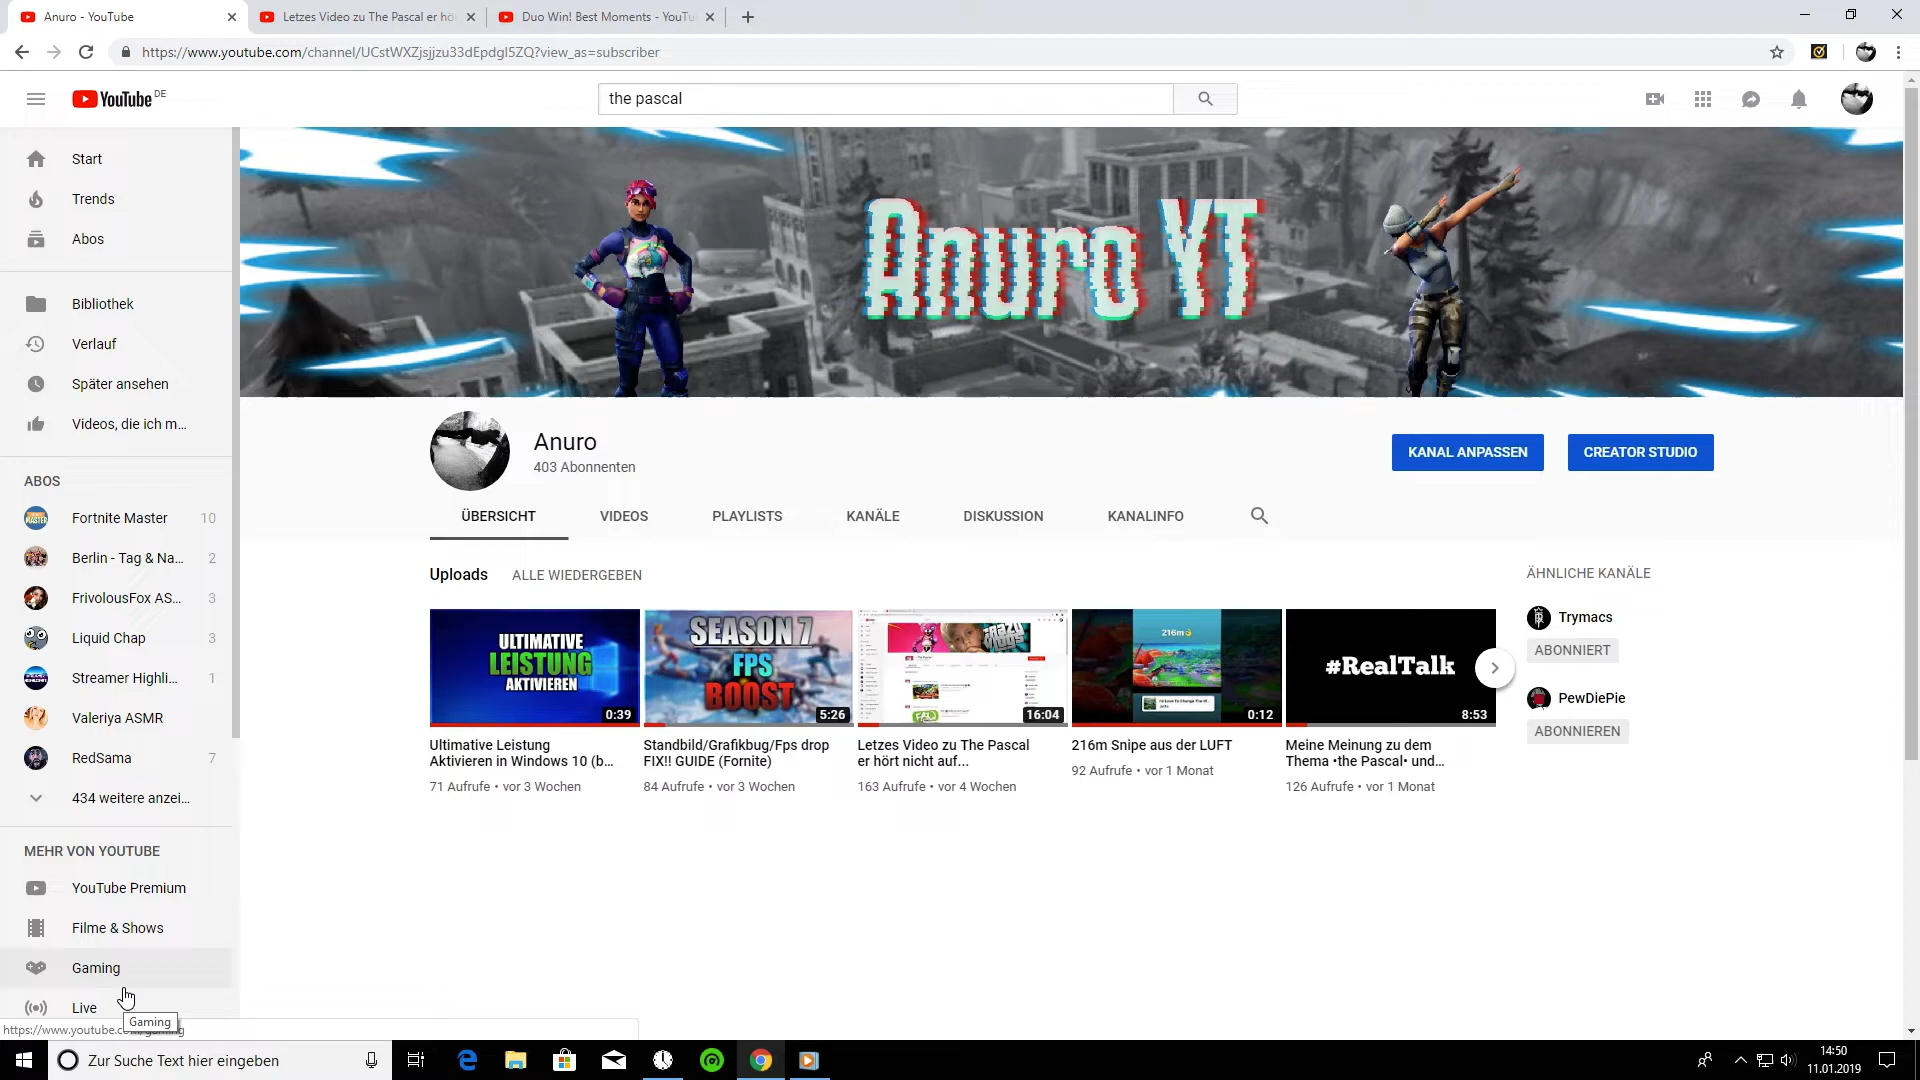 Anuro - YouTube
Letzes Video zu The Pascal er hö
Duo Win! Best Moments - YouTu
https://www.youtube.com/channel/UCstWXZjsjjzu33dEpdgI5ZQ?view_as=subscriber
YouTube DE
the pascal
Start
Trends
Abos
Bibliothek
Verlauf
Später ansehen
Videos, die ich m...
ABOS
Fortnite Master 10
Berlin - Tag & Na... 2
FrivolousFox AS... 3
Liquid Chap 3
Streamer Highli... 1
Valeriya ASMR
RedSama 7
434 weitere anzei...
MEHR VON YOUTUBE
YouTube Premium
Filme & Shows
Gaming
Live
Gaming
https://www.youtube.com/gaming
Anuro YT
Anuro
403 Abonnenten
KANAL ANPASSEN
CREATOR STUDIO
ÜBERSICHT
VIDEOS
PLAYLISTS
KANÄLE
DISKUSSION
KANALINFO
Uploads ALLE WIEDERGEBEN
ULTIMATIVE
LEISTUNG
AKTIVIEREN
0:39
Ultimative Leistung
Aktivieren in Windows 10 (b...
71 Aufrufe • vor 3 Wochen
SEASON 7
FPS
BOOST
5:26
Standbild/Grafikbug/Fps drop
FIX!! GUIDE (Fornite)
84 Aufrufe • vor 3 Wochen
FAQ
16:04
Letzes Video zu The Pascal
er hört nicht auf...
163 Aufrufe • vor 4 Wochen
216m
0:12
216m Snipe aus der LUFT
92 Aufrufe • vor 1 Monat
#RealTalk
8:53
Meine Meinung zu dem
Thema •the Pascal• und...
126 Aufrufe • vor 1 Monat
ÄHNLICHE KANÄLE
Trymacs
ABONNIERT
PewDiePie
ABONNIEREN
Zur Suche Text hier eingeben
14:50
11.01.2019